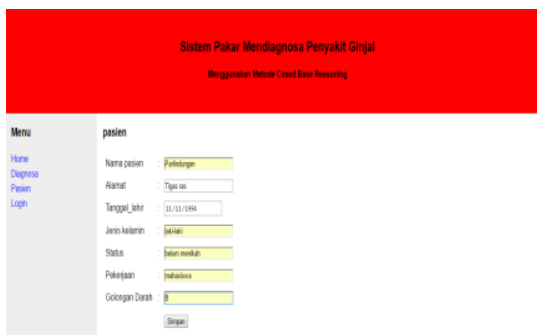 Sistem Pakar Mendiagnosa Penyakit Ginjal
Menggunakan Metode Cased Base Reasoning
Menu
Home
Diagnosa
Pasien
Login
pasien
Nama pasien : Parlindungan
Alamat : Tigas
Tanggal_lahir : 11/11/1994
Jenis kelamin : laki-laki
Status : belum menikah
Pekerjaan : mahasiswa
Golongan Darah : B
Simpan